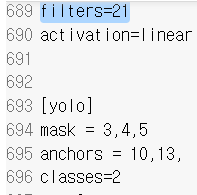 689 filters=21
690 activation=linear
691
692
693 [yolo]
694 mask = 3,4,5
695 anchors = 10,13,
696 classes=2